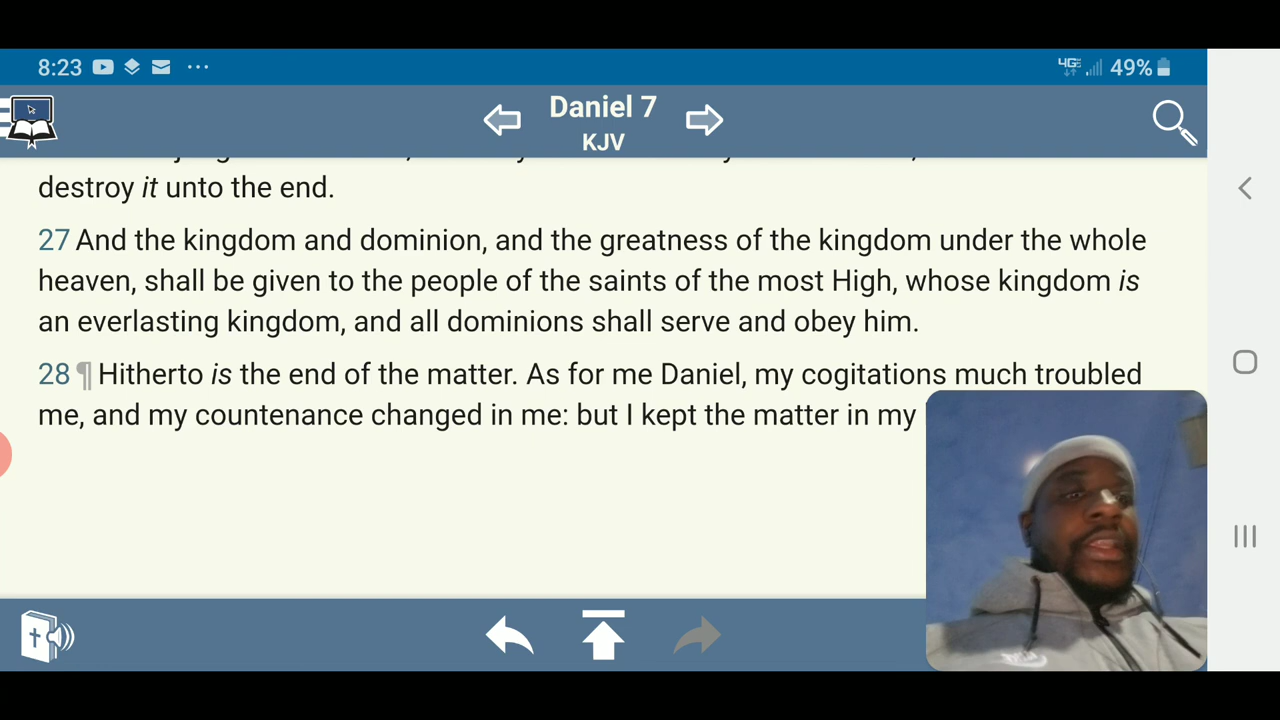 8:23 ... 4GE 49%
Daniel 7
KJV
destroy it unto the end.
27 And the kingdom and dominion, and the greatness of the kingdom under the whole
heaven, shall be given to the people of the saints of the most High, whose kingdom is
an everlasting kingdom, and all dominions shall serve and obey him.
28 ¶ Hitherto is the end of the matter. As for me Daniel, my cogitations much troubled
me, and my countenance changed in me: but I kept the matter in my